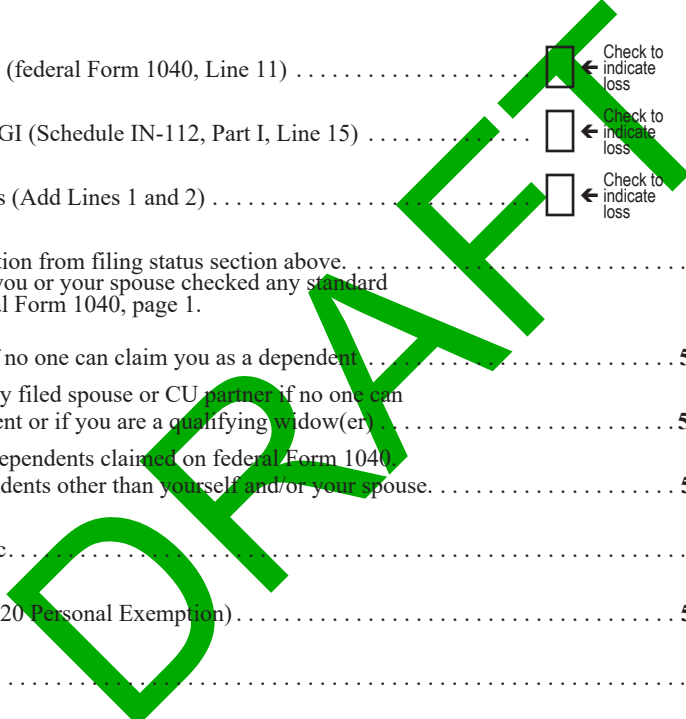 (federal Form 1040, Line 11) . . . . . . . . . . . . . . . . . . . . . . . . ← Check to indicate loss
GI (Schedule IN-112, Part I, Line 15) . . . . . . . . . . . . . . . . . ← Check to indicate loss
s (Add Lines 1 and 2) . . . . . . . . . . . . . . . . . . . . . . . . . . . . . . . . ← Check to indicate loss
tion from filing status section above. . . . . . . . . . . . . . . . . . . . . . . . . . . . . . . . . .
you or your spouse checked any standard
l Form 1040, page 1.
no one can claim you as a dependent . . . . . . . . . . . . . . . . . . . . . . . . . . . . . . . 5
y filed spouse or CU partner if no one can
ent or if you are a qualifying widow(er) . . . . . . . . . . . . . . . . . . . . . . . . . . . . . 5
ependents claimed on federal Form 1040.
dents other than yourself and/or your spouse. . . . . . . . . . . . . . . . . . . . . . . . . 5
c. . . . . . . . . . . . . . . . . . . . . . . . . . . . . . . . . . . . . . . . . . . . . . . . . . . . . . . . . . . . . . . . .
20 Personal Exemption) . . . . . . . . . . . . . . . . . . . . . . . . . . . . . . . . . . . . . . . . . . . 5
. . . . . . . . . . . . . . . . . . . . . . . . . . . . . . . . . . . . . . . . . . . . . . . . . . . . . . . . . . . . . . . . .
DRAFT